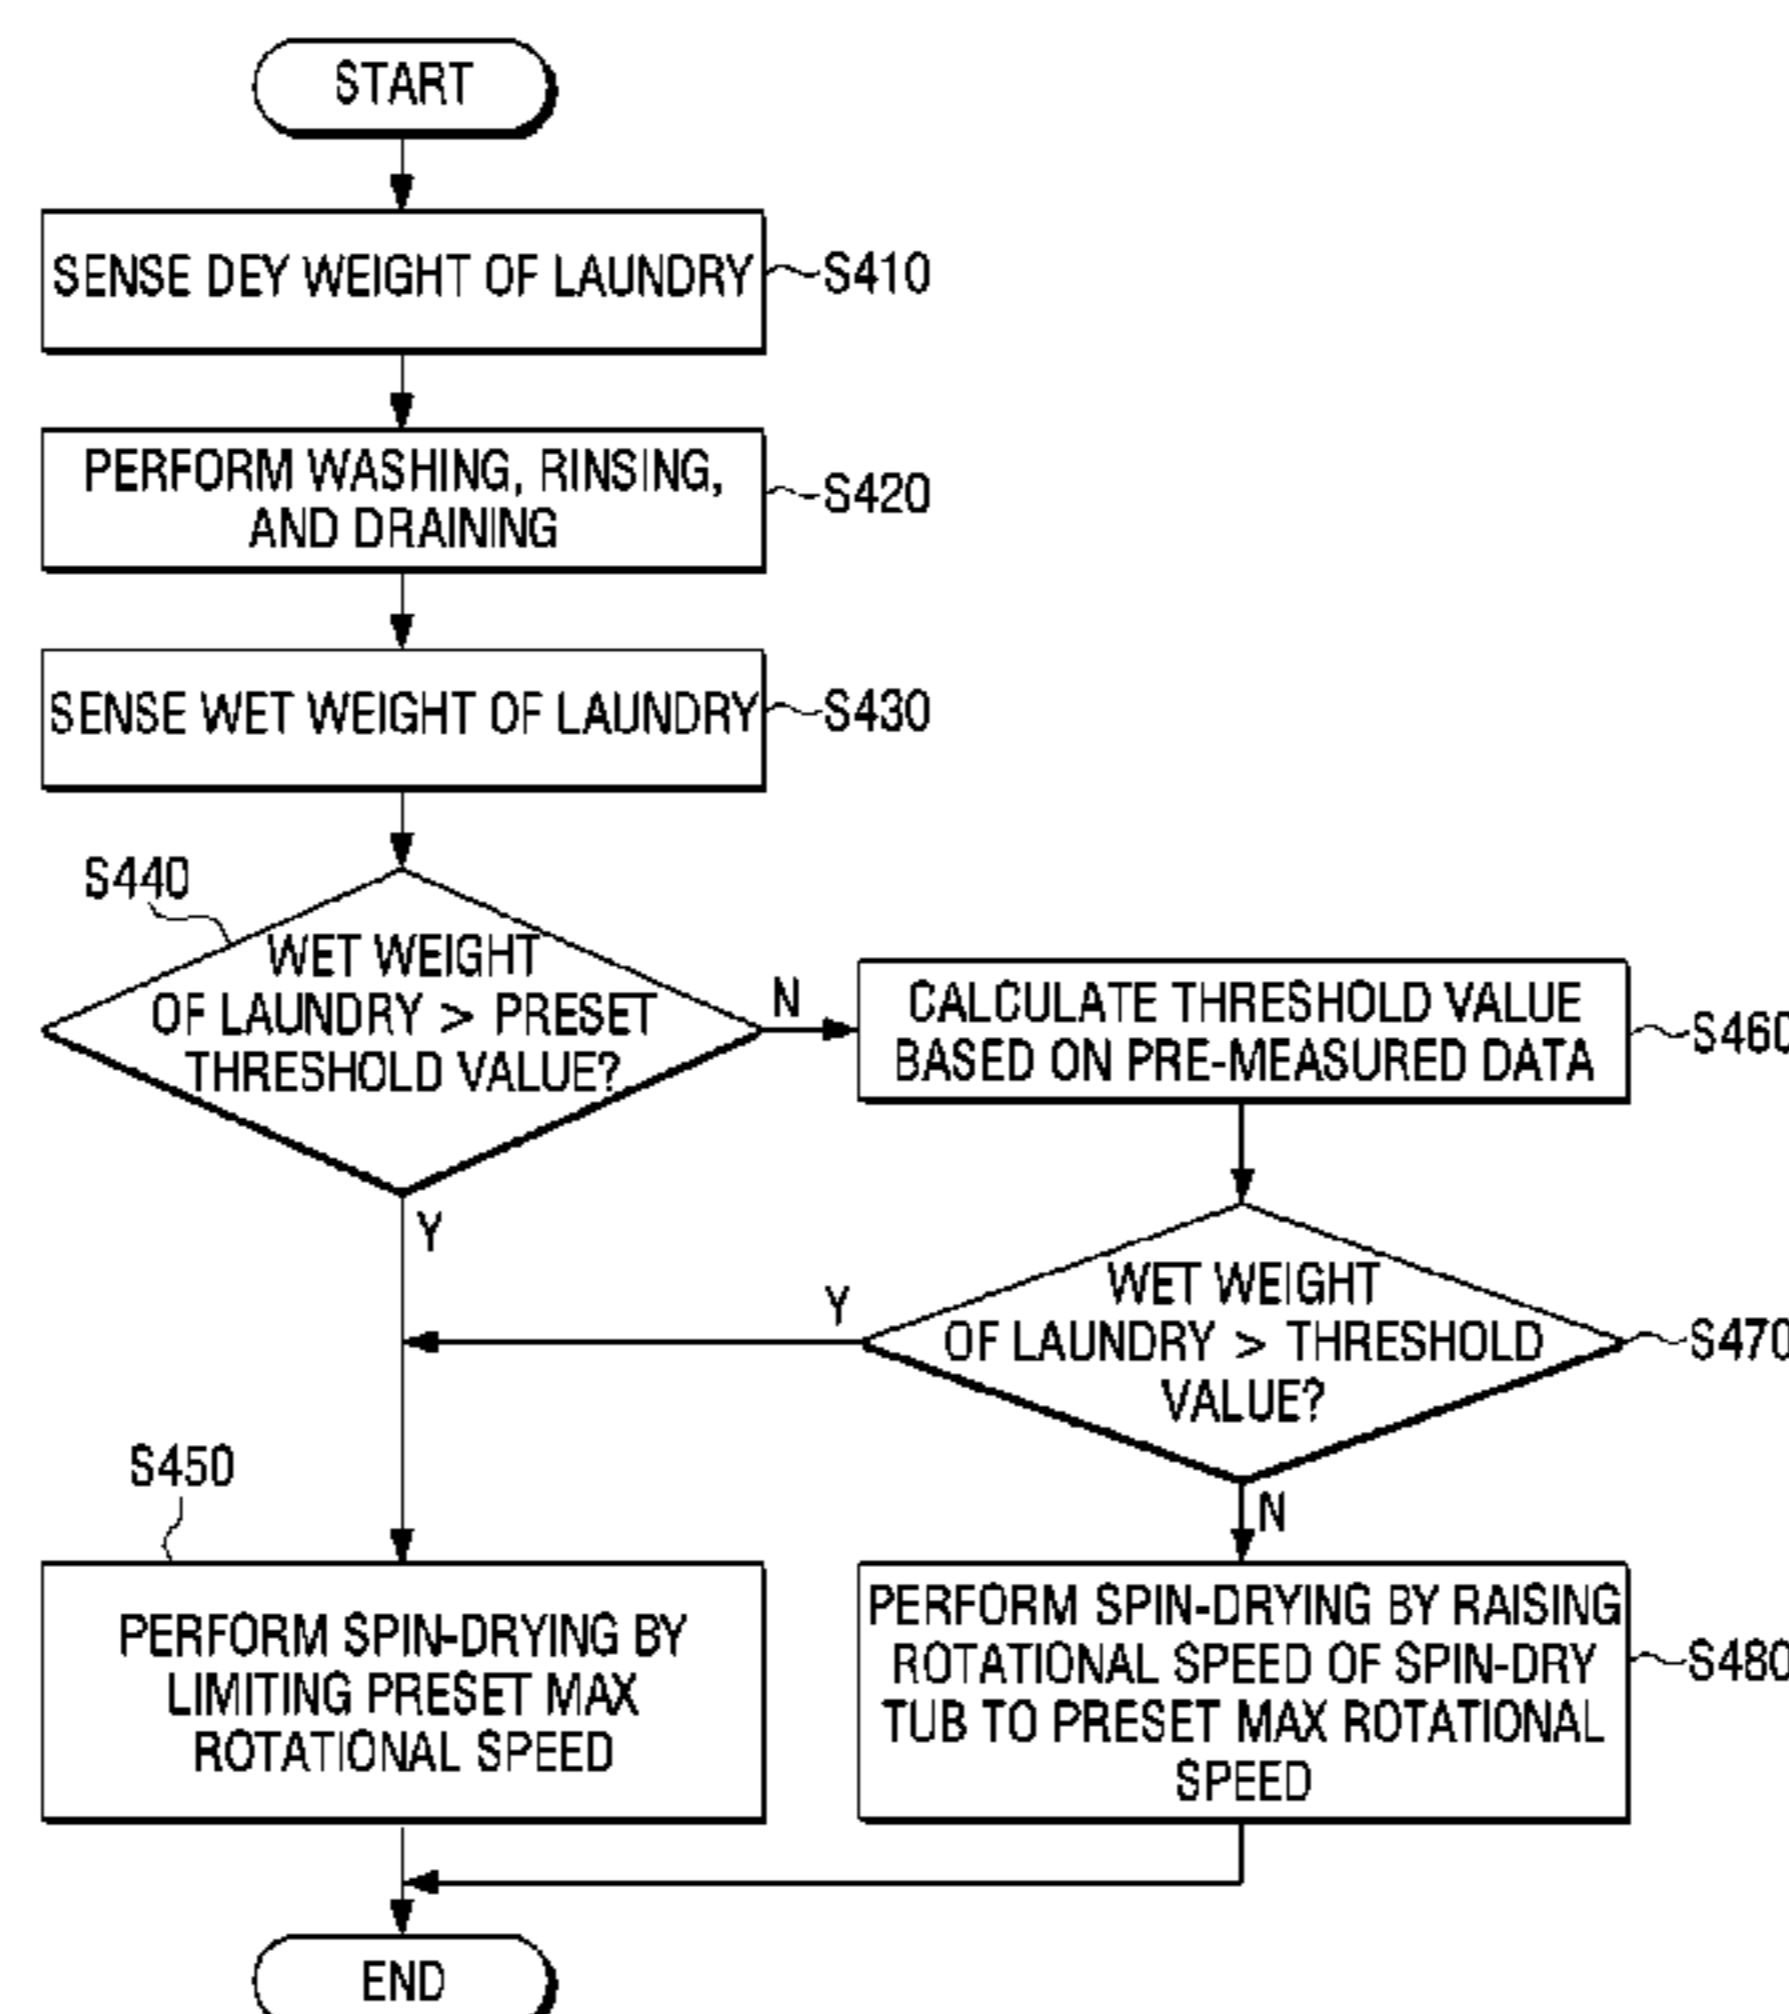 START
SENSE DEY WEIGHT OF LAUNDRY
S410
PERFORM WASHING, RINSING,
AND DRAINING
S420
SENSE WET WEIGHT OF LAUNDRY
S430
S440
WET WEIGHT
OF LAUNDRY > PRESET
THRESHOLD VALUE?
N
Y
CALCULATE THRESHOLD VALUE
BASED ON PRE-MEASURED DATA
S460
WET WEIGHT
OF LAUNDRY > THRESHOLD
VALUE?
S470
Y
N
S450
PERFORM SPIN-DRYING BY
LIMITING PRESET MAX
ROTATIONAL SPEED
PERFORM SPIN-DRYING BY RAISING
ROTATIONAL SPEED OF SPIN-DRY
TUB TO PRESET MAX ROTATIONAL
SPEED
S480
END